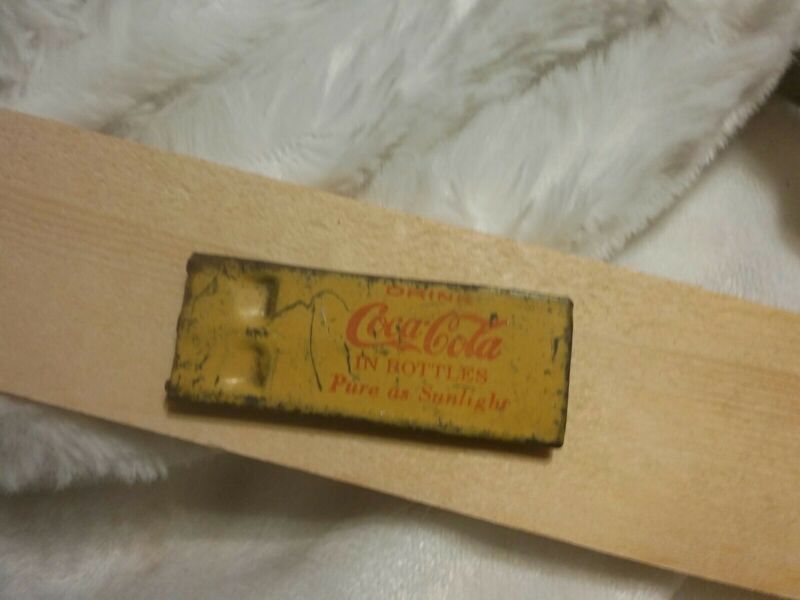 DRINK
Coca-Cola
IN BOTTLES
Pure as Sunlight